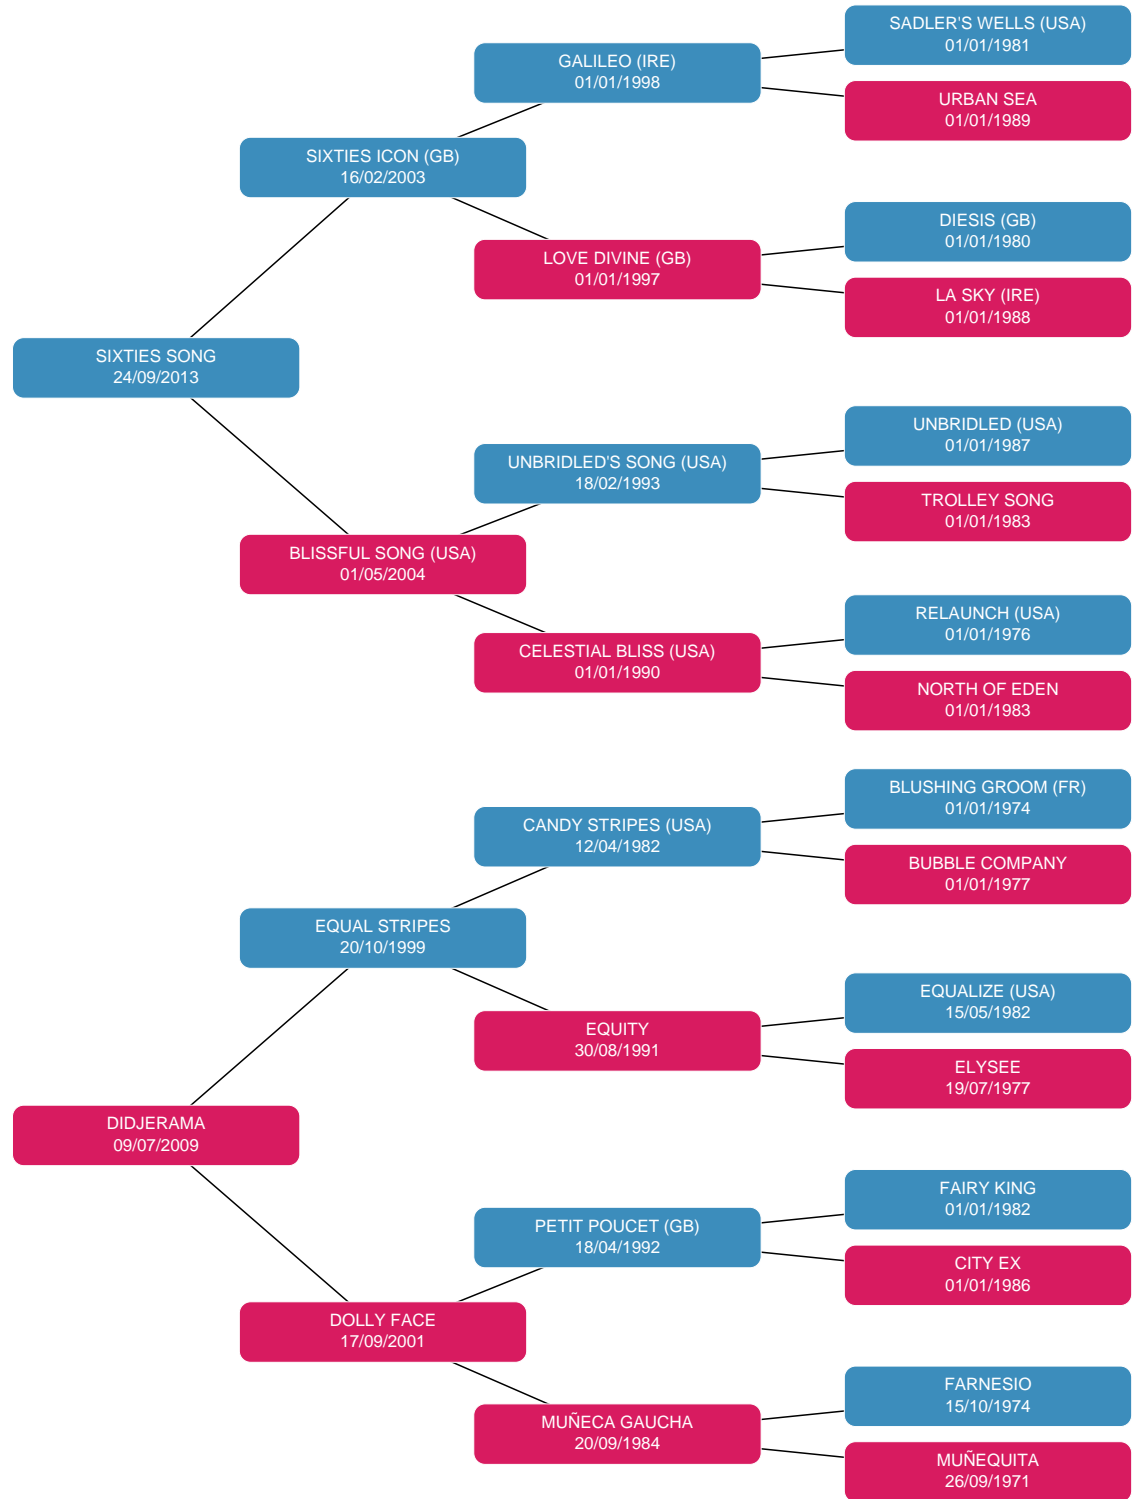 SADLER'S WELLS (USA)
01/01/1981
GALILEO (IRE)
01/01/1998
URBAN SEA
01/01/1989
SIXTIES ICON (GB)
16/02/2003
DIESIS (GB)
01/01/1980
LOVE DIVINE (GB)
01/01/1997
LA SKY (IRE)
01/01/1988
SIXTIES SONG
24/09/2013
UNBRIDLED (USA)
01/01/1987
UNBRIDLED'S SONG (USA)
18/02/1993
TROLLEY SONG
01/01/1983
BLISSFUL SONG (USA)
01/05/2004
RELAUNCH (USA)
01/01/1976
CELESTIAL BLISS (USA)
01/01/1990
NORTH OF EDEN
01/01/1983
BLUSHING GROOM (FR)
01/01/1974
CANDY STRIPES (USA)
12/04/1982
BUBBLE COMPANY
01/01/1977
EQUAL STRIPES
20/10/1999
EQUALIZE (USA)
15/05/1982
EQUITY
30/08/1991
ELYSEE
19/07/1977
DIDJERAMA
09/07/2009
FAIRY KING
01/01/1982
PETIT POUCET (GB)
18/04/1992
CITY EX
01/01/1986
DOLLY FACE
17/09/2001
FARNESIO
15/10/1974
MUÑECA GAUCHA
20/09/1984
MUÑEQUITA
26/09/1971